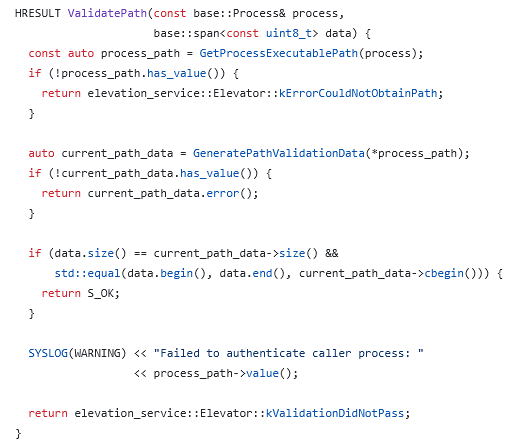 HRESULT ValidatePath(const base::Process& process,
                     base::span<const uint8_t> data) {
  const auto process_path = GetProcessExecutablePath(process);
  if (!process_path.has_value()) {
    return elevation_service::Elevator::kErrorCouldNotObtainPath;
  }

  auto current_path_data = GeneratePathValidationData(*process_path);
  if (!current_path_data.has_value()) {
    return current_path_data.error();
  }

  if (data.size() == current_path_data->size() &&
      std::equal(data.begin(), data.end(), current_path_data->cbegin())) {
    return S_OK;
  }

  SYSLOG(WARNING) << "Failed to authenticate caller process: "
                  << process_path->value();

  return elevation_service::Elevator::kValidationDidNotPass;
}